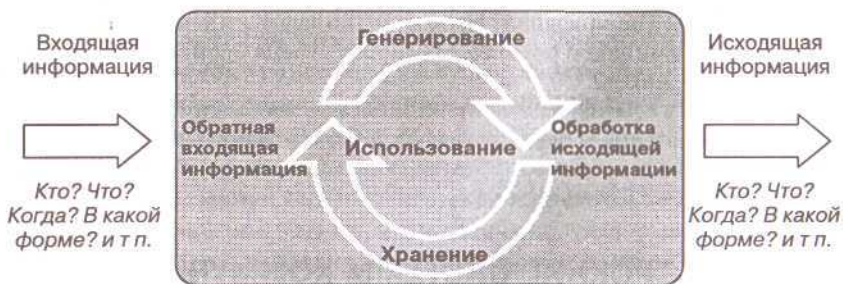 Входящая
информация
Кто? Что?
Когда? В какой
форме? и т п.
Генерирование
Обратная
входящая
информация
Использование
Обработка
исходящей
информации
Хранение
Исходящая
информация
Кто? Что?
Когда? В какой
форме? и т п.